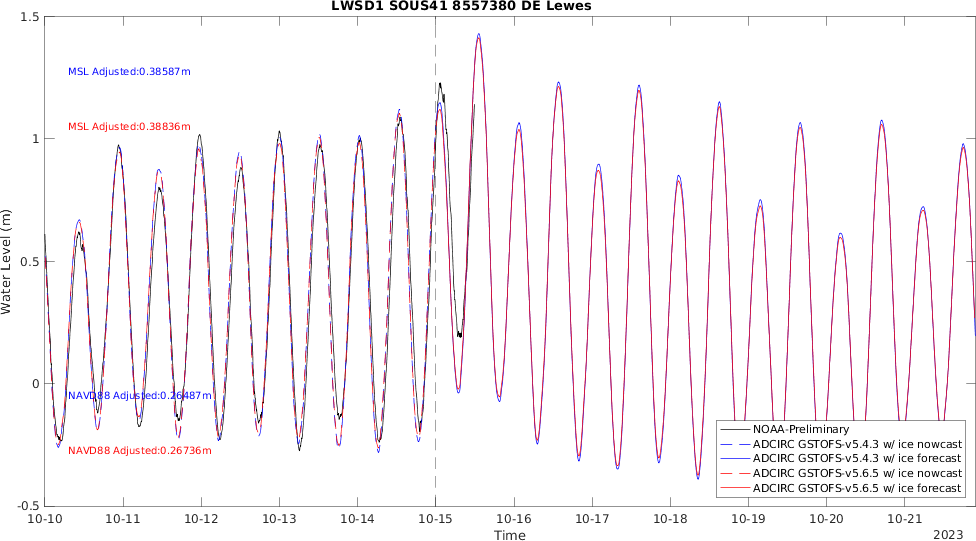 LWSD1 SOUS41 8557380 DE Lewes
1.5
MSL Adjusted:0.38587m
MSL Adjusted:0.38836m
1
Water Level (m)
0.5
0
NAVD88 Adjusted:0.26487m
NAVD88 Adjusted:0.26736m
NOAA-Preliminary
ADCIRC GSTOFS-v5.4.3 w/ ice nowcast
ADCIRC GSTOFS-v5.4.3 w/ ice forecast
ADCIRC GSTOFS-v5.6.5 w/ ice nowcast
ADCIRC GSTOFS-v5.6.5 w/ ice forecast
-0.5
10-10 10-11 10-12 10-13 10-14 10-15 10-16 10-17 10-18 10-19 10-20 10-21
Time
2023